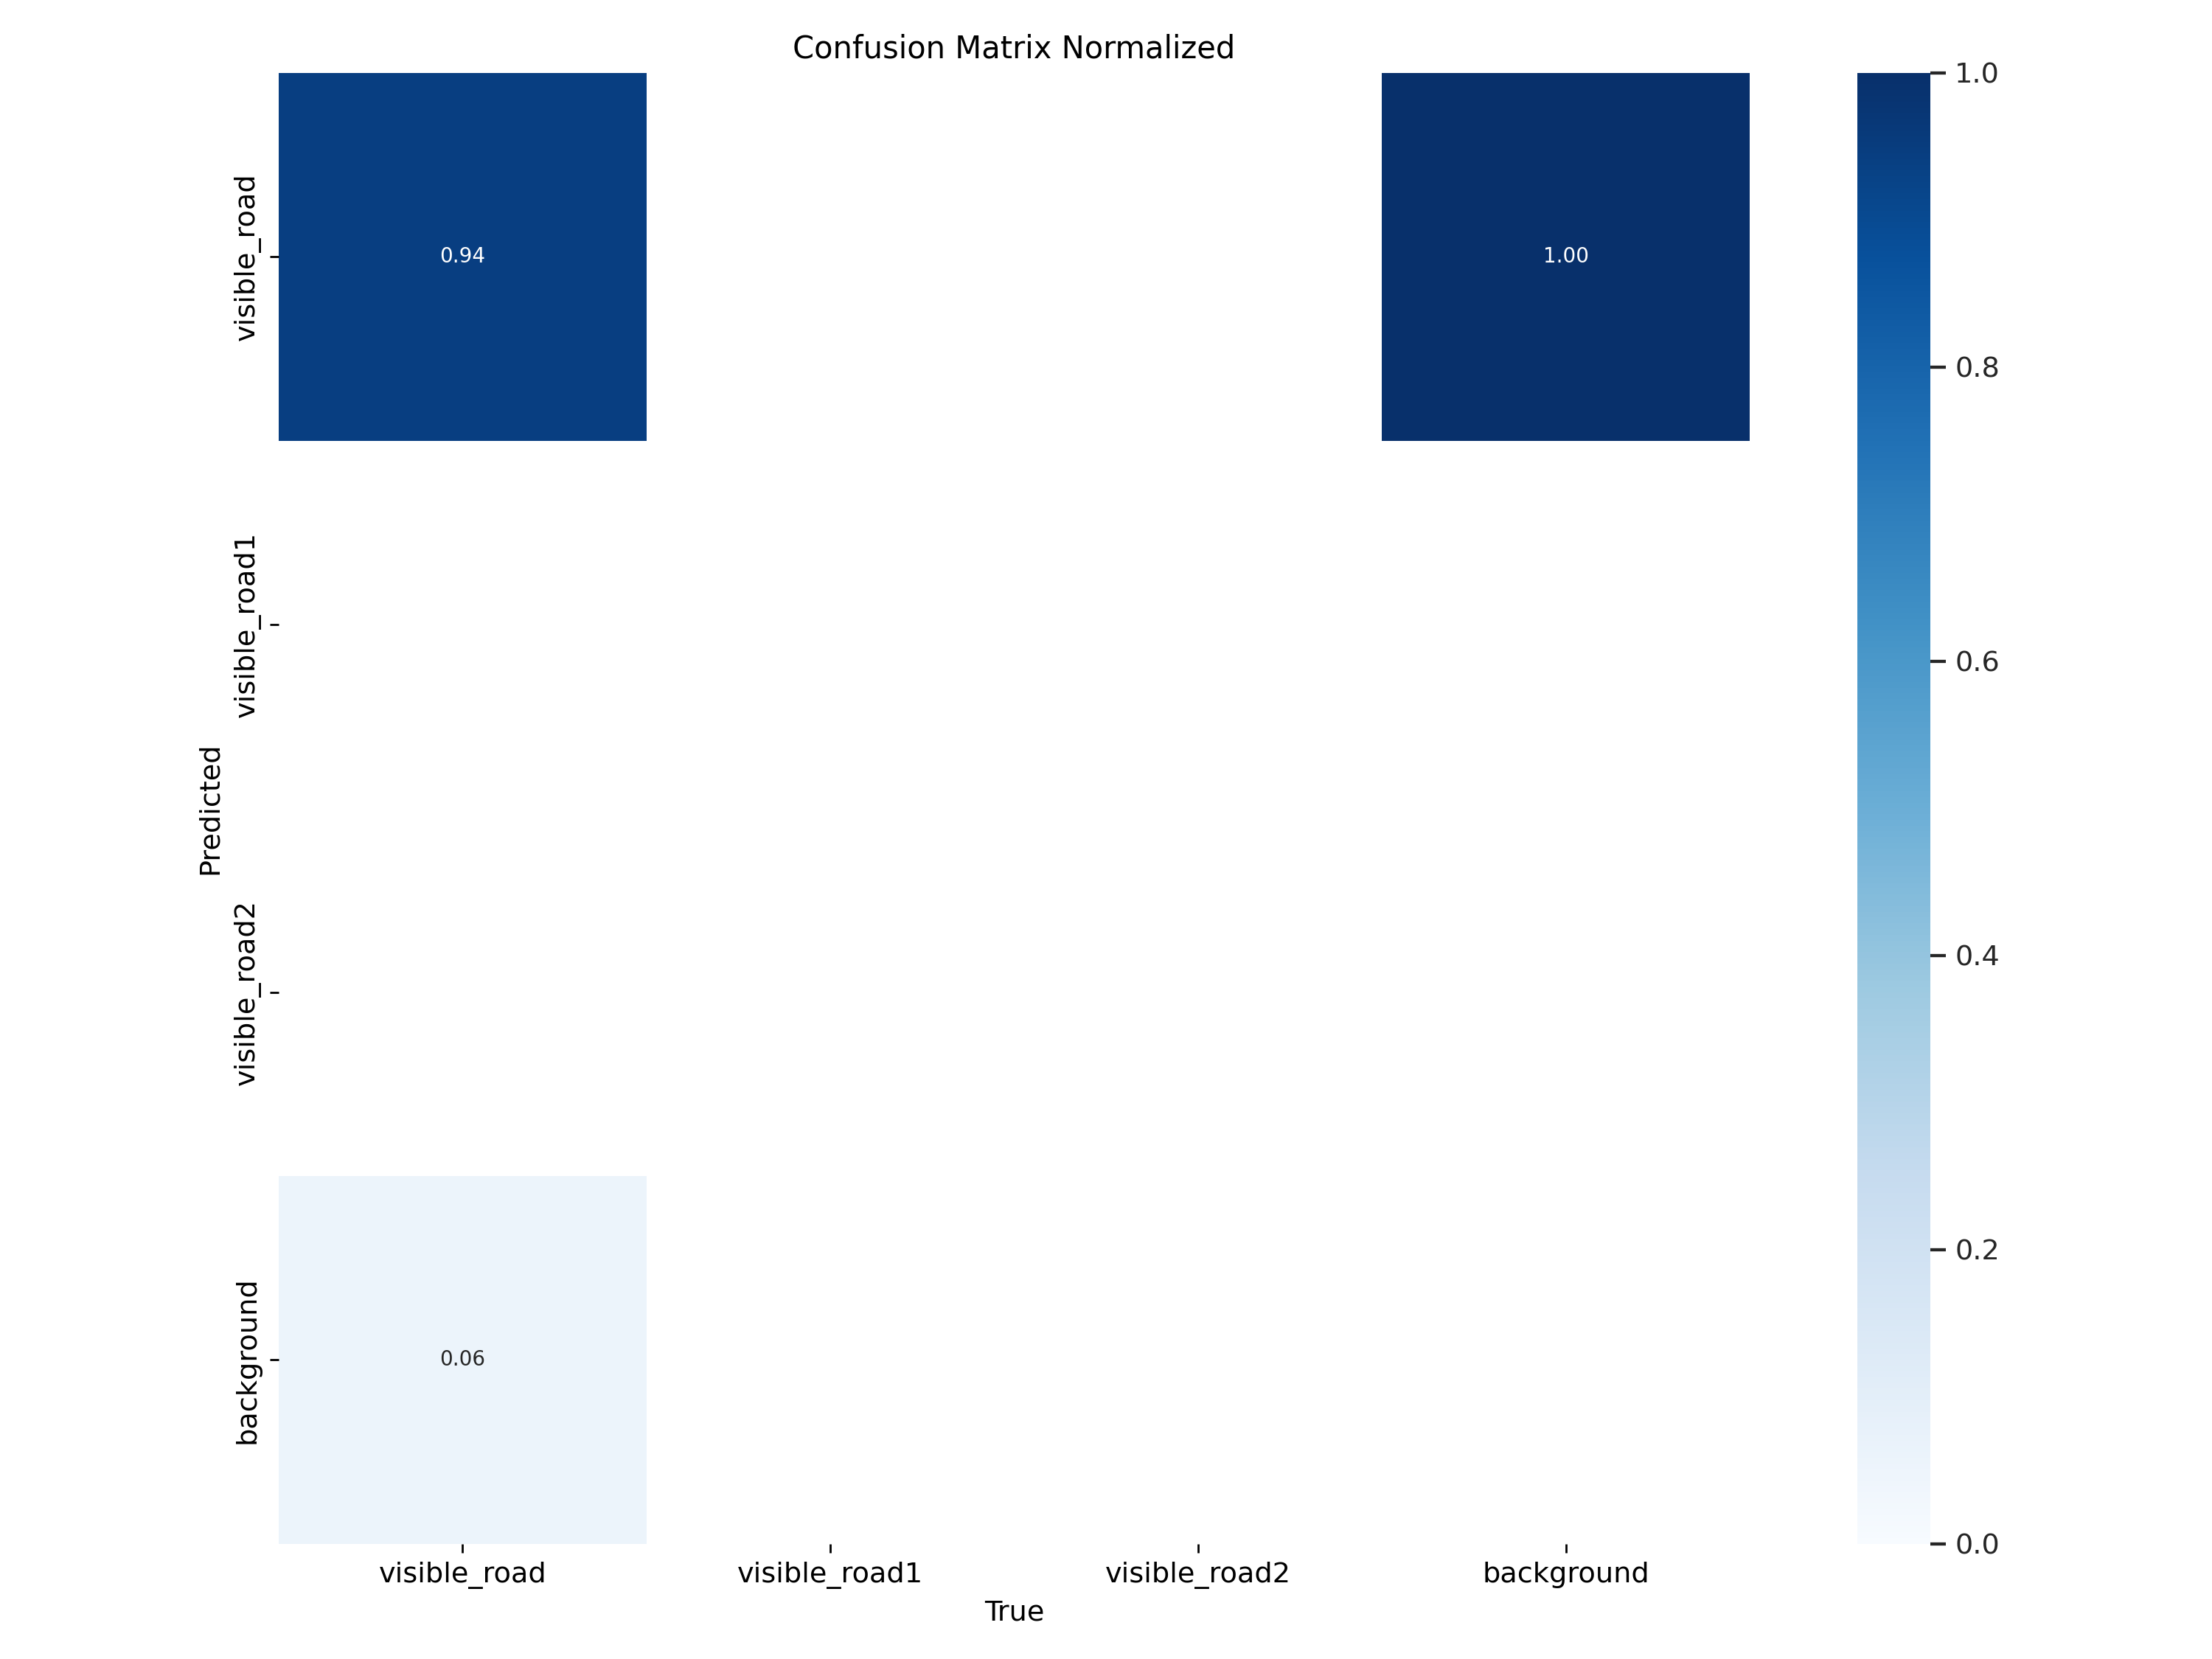 Confusion Matrix Normalized
visible_road
0.94
1.00
visible_road1
visible_road2
background
0.06
Predicted
visible_road
visible_road1
visible_road2
background
True
1.0
0.8
0.6
0.4
0.2
0.0